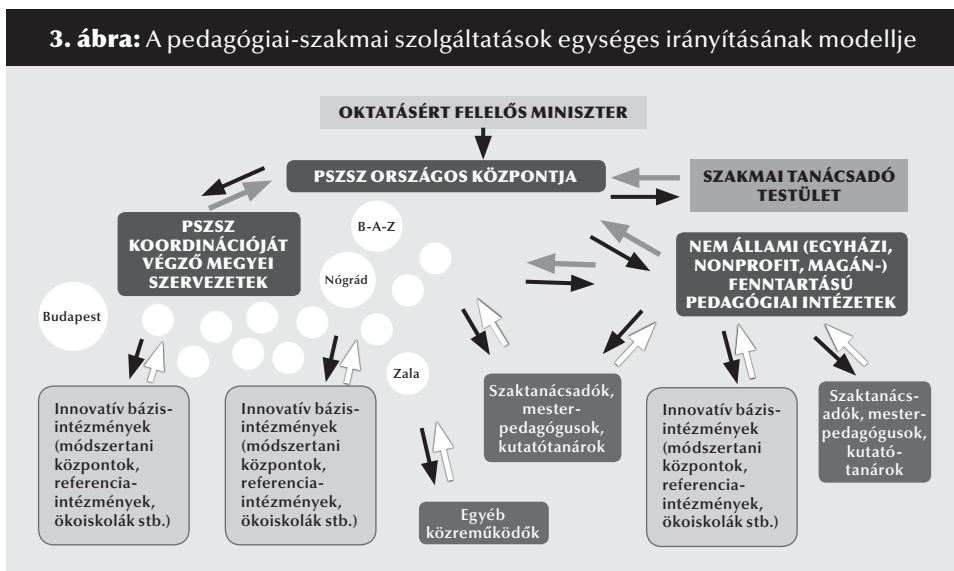 3. ábra: A pedagógiai-szakmai szolgáltatások egységes irányításának modellje
OKTATÁSÉRT FELELŐS MINISZTER
PSZSZ ORSZÁGOS KÖZPONTJA
SZAKMAI TANÁCSADÓ
TESTÜLET
PSZSZ
KOORDINÁCIÓJÁT
VÉGZŐ MEGYEI
SZERVEZETEK
B-A-Z
Nógrád
NEM ÁLLAMI (EGYHÁZI,
NONPROFIT, MAGÁN-)
FENNTARTÁSÚ
PEDAGÓGIAI INTÉZETEK
Budapest
Zala
Innovatív bázis-
intézmények
(módszertani
központok,
referencia-
intézmények,
ökoiskolák stb.)
Innovatív bázis-
intézmények
(módszertani
központok,
referencia-
intézmények,
ökoiskolák stb.)
Szaktanácsadók,
mester-
pedagógusok,
kutatótanárok
Innovatív bázis-
intézmények
(módszertani
központok,
referencia-
intézmények,
ökoiskolák stb.)
Szaktanács-
adók, mester-
pedagógusok,
kutató-
tanárok
Egyéb
közreműködők